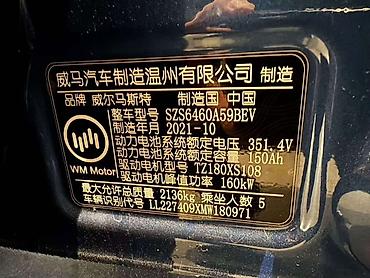 威马汽车制造温州有限公司 制造
品牌 威尔马斯特 制造国 中国
整车型号 SZS6460A59BEV
制造年月 2021-10
动力电池系统额定电压 351.4V
动力电池系统额定容量 150Ah
驱动电机型号 TZ180XS108
驱动电机峰值功率 160kW
WM Motor
最大允许总质量 2136kg 乘坐人数 5
车辆识别代号 LL227409XMW180971